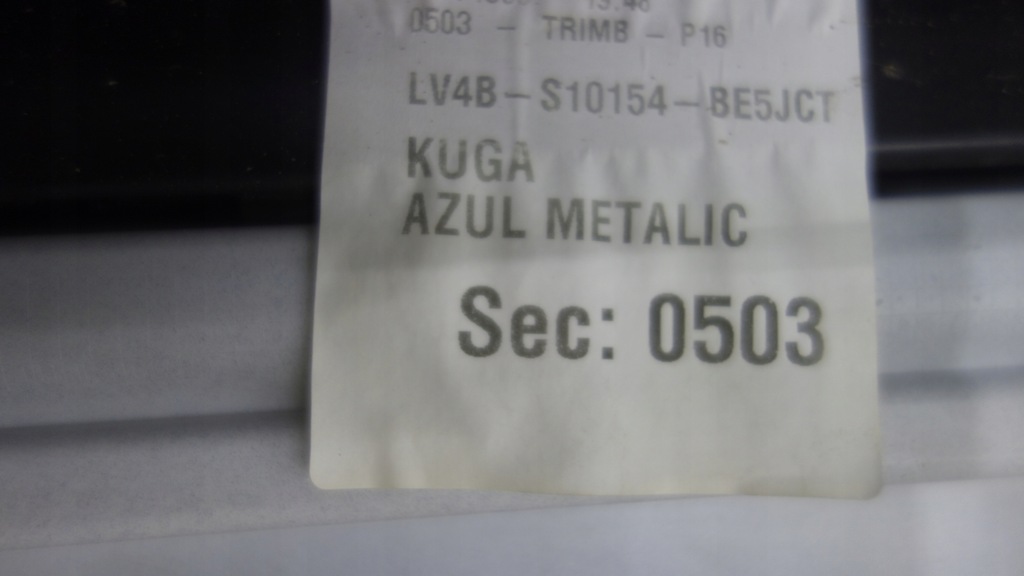 0503 - TRIMB - P16
LV4B-S10154-BE5JCT
KUGA
AZUL METALIC
Sec: 0503